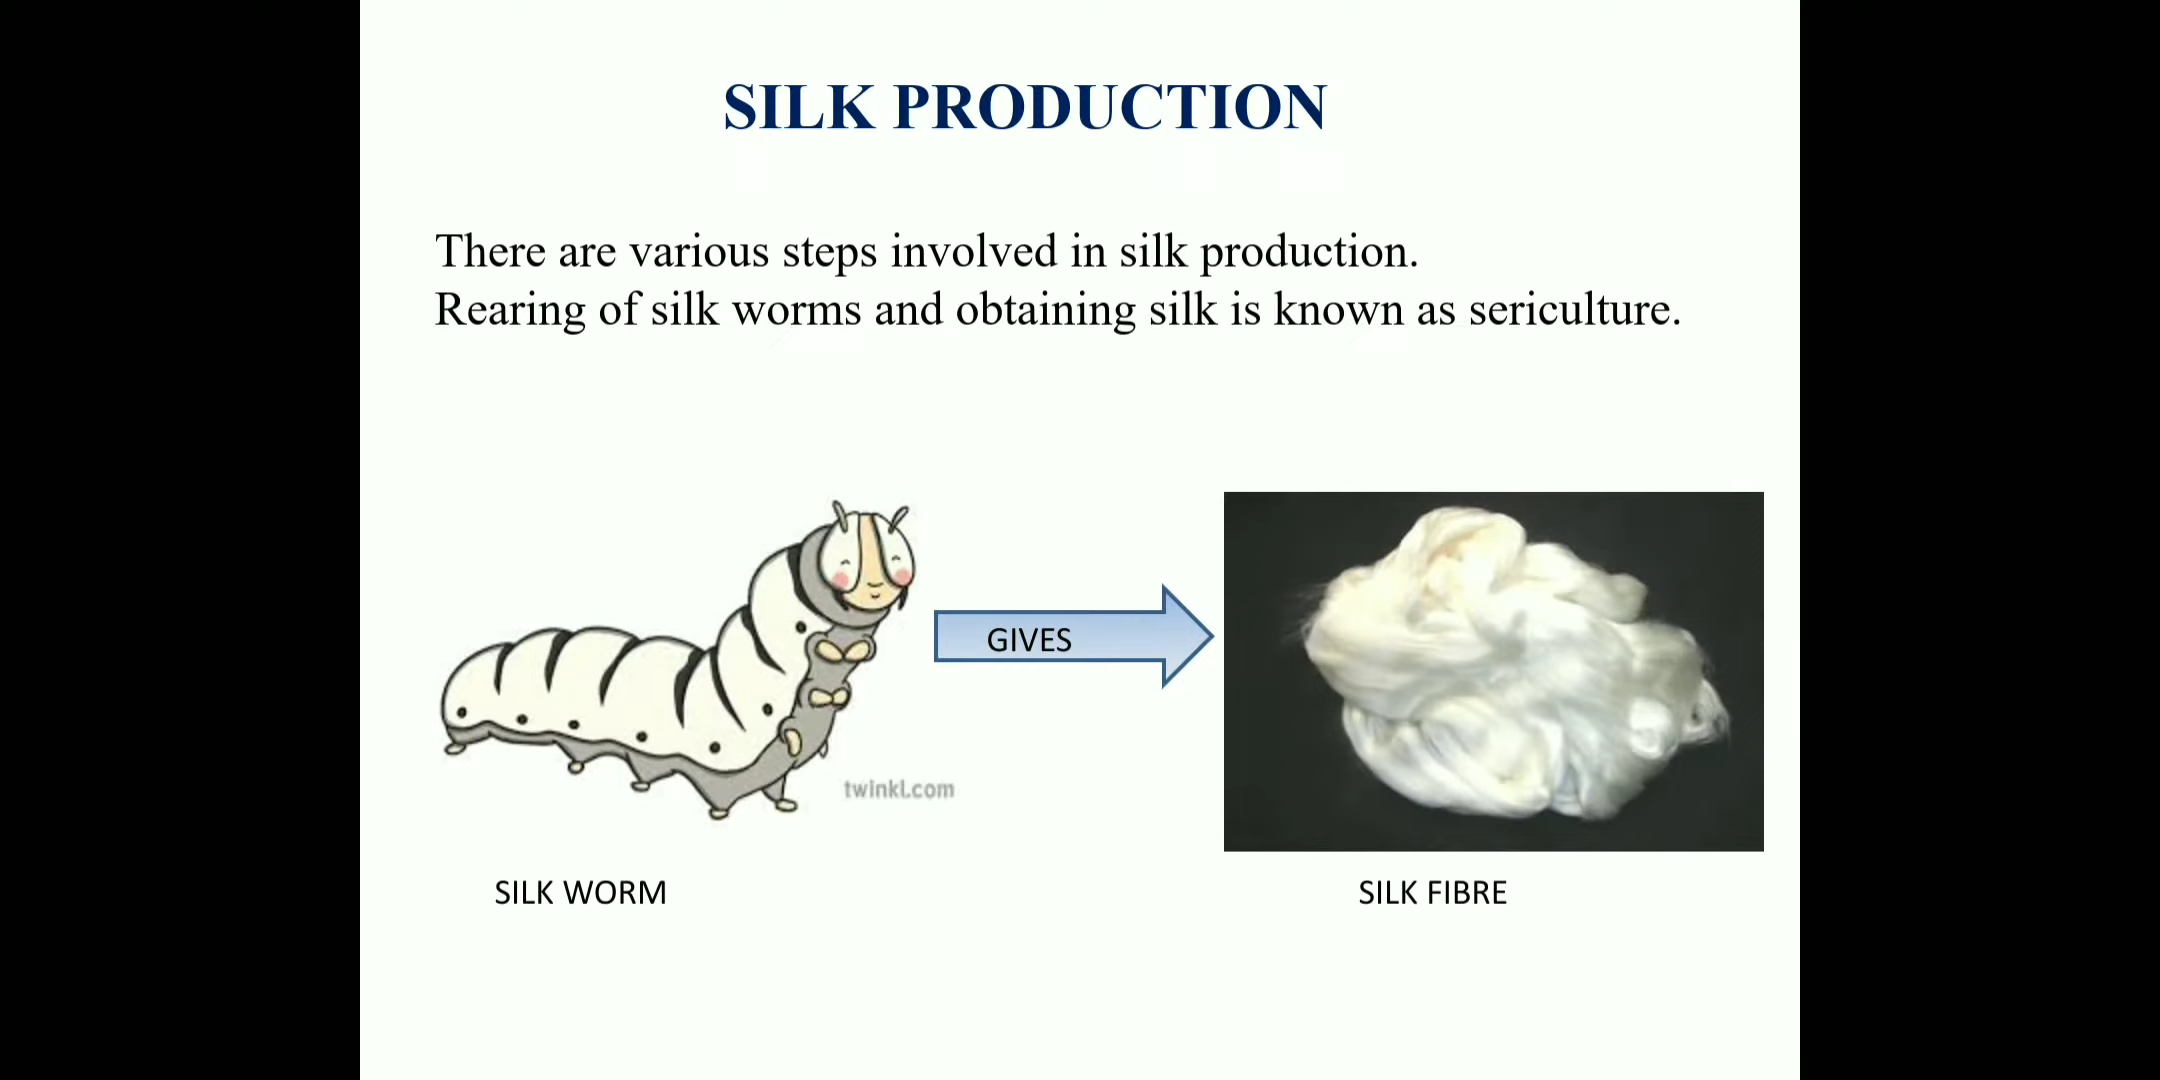 SILK PRODUCTION
There are various steps involved in silk production.
Rearing of silk worms and obtaining silk is known as sericulture.
GIVES
twinkl.com
SILK WORM
SILK FIBRE